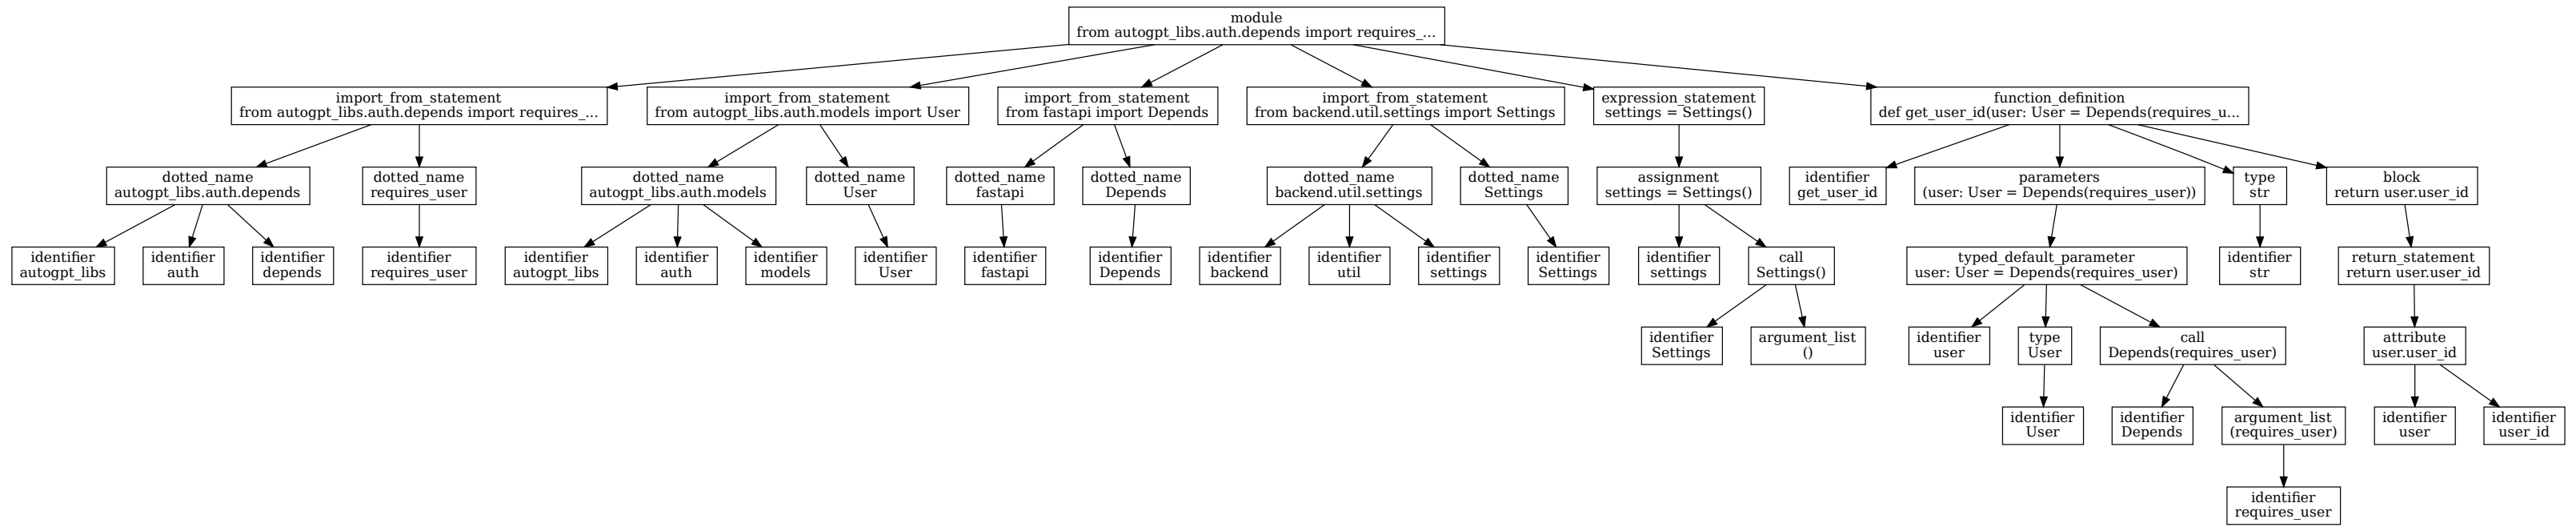 module
from autogpt_libs.auth.depends import requires_...
import_from_statement
from autogpt_libs.auth.depends import requires_...
import_from_statement
from autogpt_libs.auth.models import User
import_from_statement
from fastapi import Depends
import_from_statement
from backend.util.settings import Settings
expression_statement
settings = Settings()
function_definition
def get_user_id(user: User = Depends(requires_u...
dotted_name
autogpt_libs.auth.depends
dotted_name
requires_user
dotted_name
autogpt_libs.auth.models
dotted_name
User
dotted_name
fastapi
dotted_name
Depends
dotted_name
backend.util.settings
dotted_name
Settings
assignment
settings = Settings()
identifier
get_user_id
parameters
(user: User = Depends(requires_user))
type
str
block
return user.user_id
identifier
autogpt_libs
identifier
auth
identifier
depends
identifier
requires_user
identifier
autogpt_libs
identifier
auth
identifier
models
identifier
User
identifier
fastapi
identifier
Depends
identifier
backend
identifier
util
identifier
settings
identifier
Settings
identifier
settings
call
Settings()
typed_default_parameter
user: User = Depends(requires_user)
identifier
str
return_statement
return user.user_id
identifier
Settings
argument_list
()
identifier
user
type
User
call
Depends(requires_user)
attribute
user.user_id
identifier
User
identifier
Depends
argument_list
(requires_user)
identifier
user
identifier
user_id
identifier
requires_user